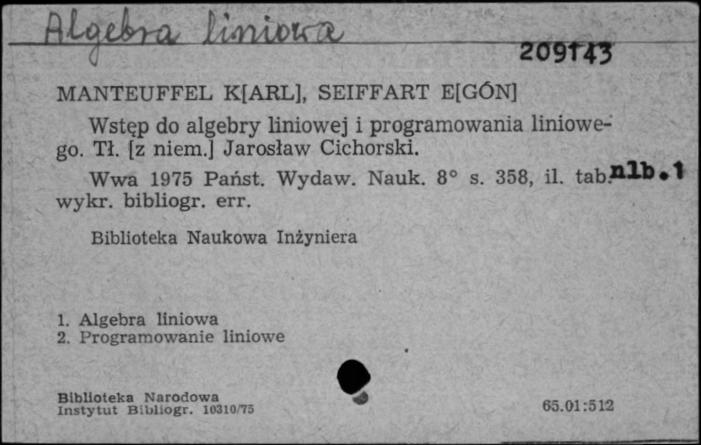 Algebra liniowa
209143
MANTEUFFEL K[ARL], SEIFFART E[GÓN]
Wstęp do algebry liniowej i programowania liniowe-
go. Tł. [z niem.] Jarosław Cichorski.
Wwa 1975 Państ. Wydaw. Nauk. 8° s. 358, il. tab. nlb. 1
wykr. bibliogr. err.
Biblioteka Naukowa Inżyniera
1. Algebra liniowa
2. Programowanie liniowe
Biblioteka Narodowa
Instytut Bibliogr. 10310/75
65.01:512